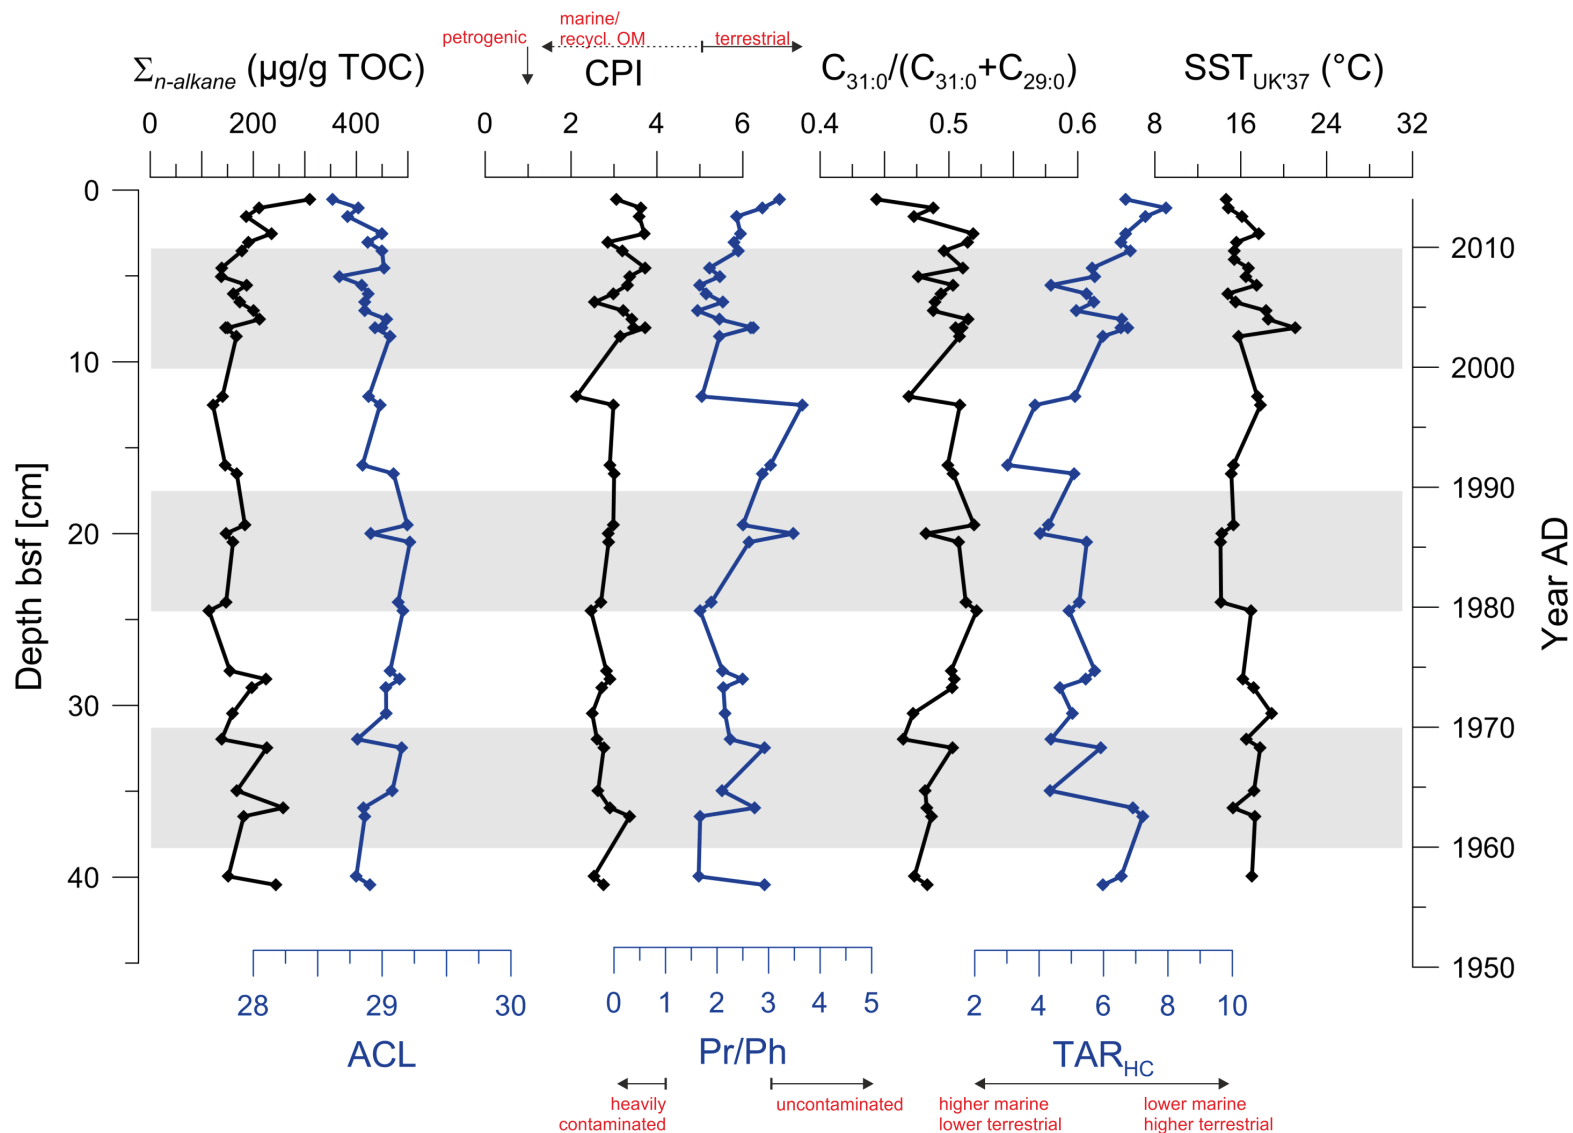 marine/
petrogenic recycl. OM terrestrial
Σn-alkane (µg/g TOC) CPI C31:0/(C31:0+C29:0) SSTUK'37 (°C)
0 200 400 0 2 4 6 0.4 0.5 0.6 8 16 24 32
0
10
20
30
40
Depth bsf [cm]
2010
2000
1990
1980
1970
1960
1950
Year AD
28 29 30 0 1 2 3 4 5 2 4 6 8 10
ACL Pr/Ph TARHC
heavily uncontaminated higher marine lower marine
contaminated lower terrestrial higher terrestrial